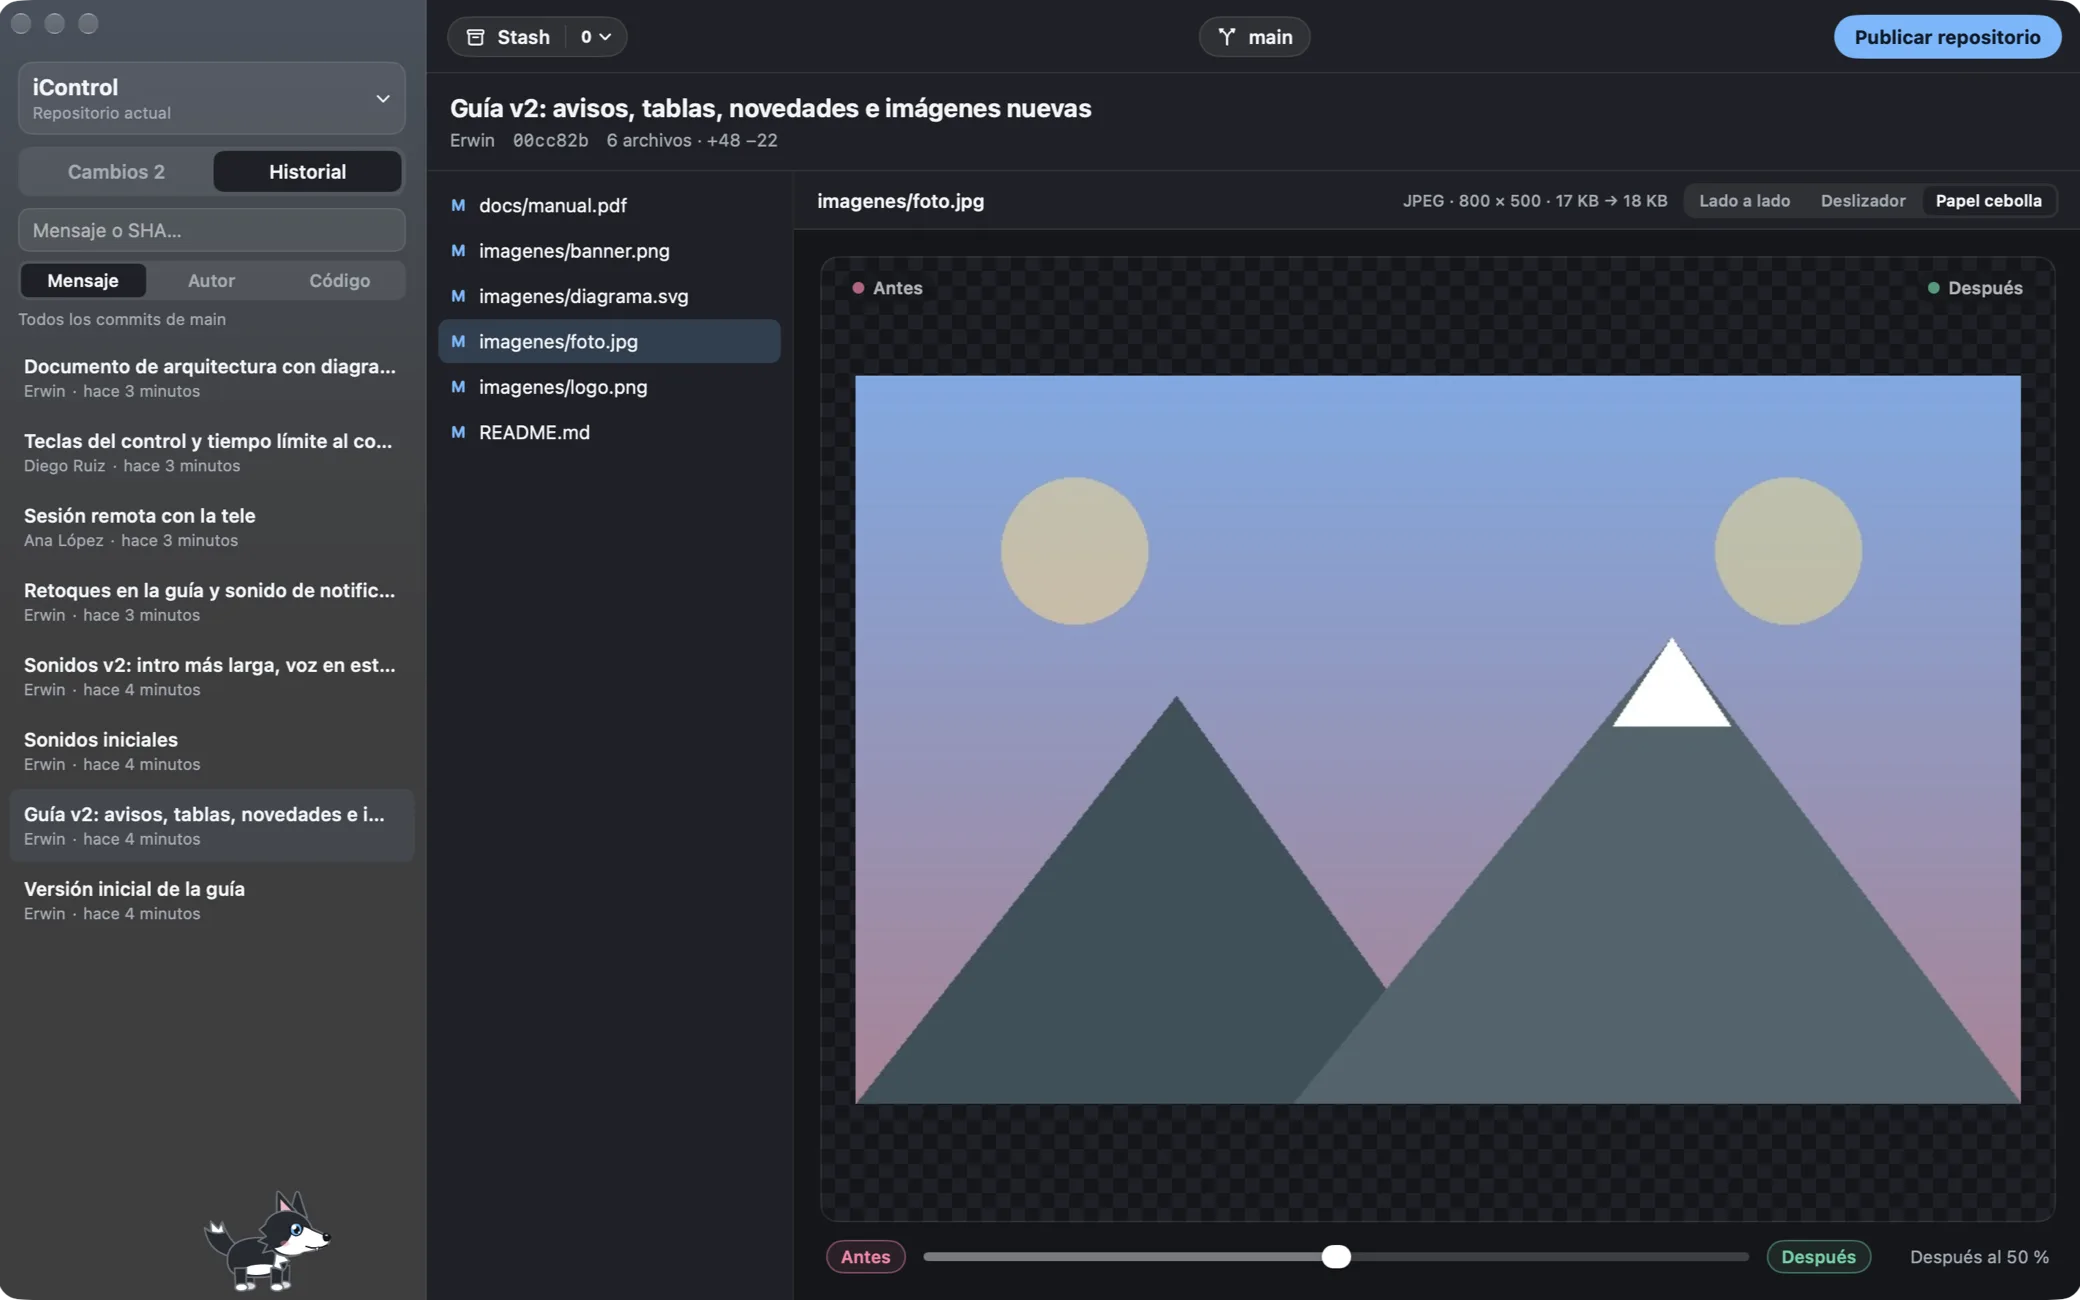 Stash 0
main
Publicar repositorio
iControl
Repositorio actual
Cambios 2
Historial
Mensaje o SHA...
Mensaje
Autor
Código
Todos los commits de main
Documento de arquitectura con diagra...
Erwin · hace 3 minutos
Teclas del control y tiempo límite al co...
Diego Ruiz · hace 3 minutos
Sesión remota con la tele
Ana López · hace 3 minutos
Retoques en la guía y sonido de notific...
Erwin · hace 3 minutos
Sonidos v2: intro más larga, voz en est...
Erwin · hace 4 minutos
Sonidos iniciales
Erwin · hace 4 minutos
Guía v2: avisos, tablas, novedades e i...
Erwin · hace 4 minutos
Versión inicial de la guía
Erwin · hace 4 minutos
Guía v2: avisos, tablas, novedades e imágenes nuevas
Erwin 00cc82b 6 archivos · +48 −22
M docs/manual.pdf
M imagenes/banner.png
M imagenes/diagrama.svg
M imagenes/foto.jpg
M imagenes/logo.png
M README.md
imagenes/foto.jpg
JPEG · 800 × 500 · 17 KB → 18 KB
Lado a lado
Deslizador
Papel cebolla
Antes
Después
Antes
Después
Después al 50 %